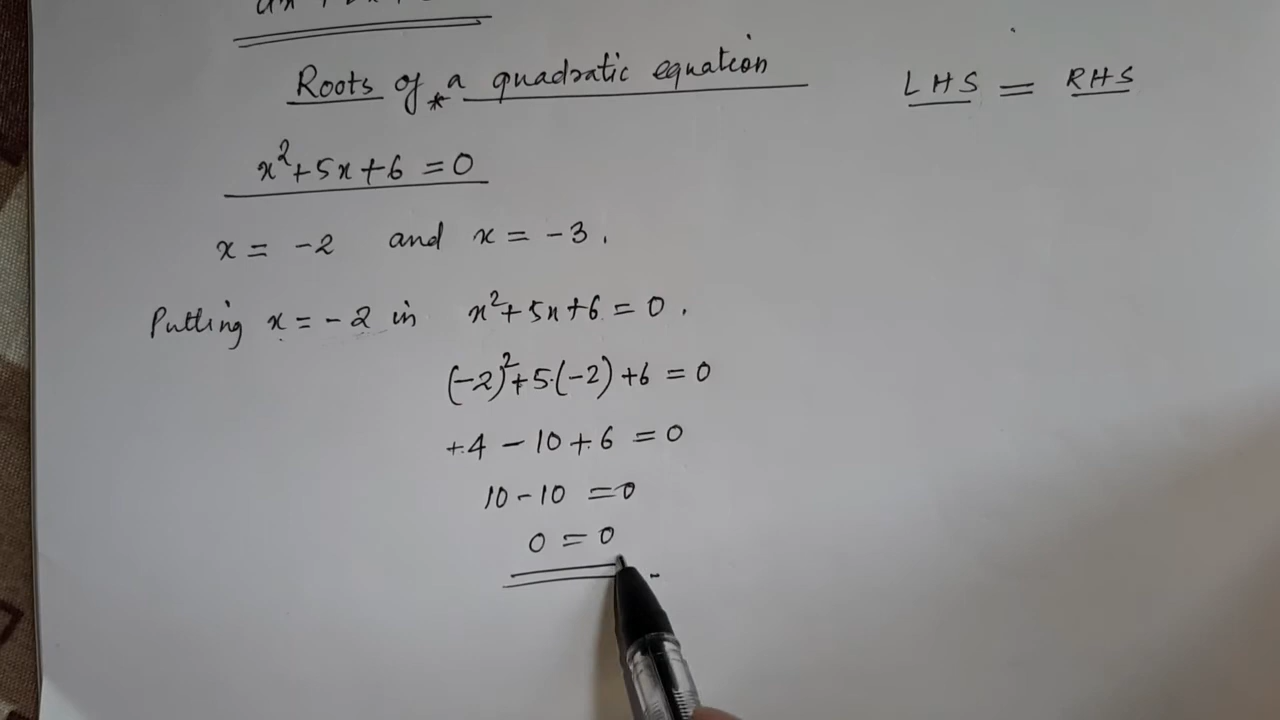 Roots of a quadratic equation
LHS = RHS
x²+5x+6 = 0
x = -2 and x = -3.
Putting x = -2 in x²+5x+6 = 0.
(-2)²+5·(-2)+6 = 0
+4 - 10 + 6 = 0
10-10 = 0
0 = 0